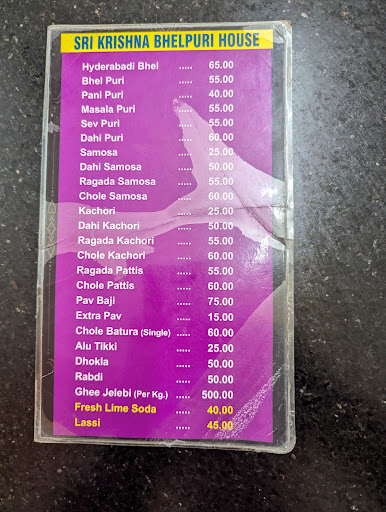 SRI KRISHNA BHELPURI HOUSE
Hyderabadi Bhel ..... 65.00
Bhel Puri ..... 55.00
Pani Puri ..... 40.00
Masala Puri ..... 55.00
Sev Puri ..... 55.00
Dahi Puri ..... 60.00
Samosa ..... 25.00
Dahi Samosa ..... 50.00
Ragada Samosa ..... 55.00
Chole Samosa ..... 60.00
Kachori ..... 25.00
Dahi Kachori ..... 50.00
Ragada Kachori ..... 55.00
Chole Kachori ..... 60.00
Ragada Pattis ..... 55.00
Chole Pattis ..... 60.00
Pav Baji ..... 75.00
Extra Pav ..... 15.00
Chole Batura (Single) ..... 60.00
Alu Tikki ..... 25.00
Dhokla ..... 50.00
Rabdi ..... 50.00
Ghee Jelebi (Per Kg.) ..... 500.00
Fresh Lime Soda ..... 40.00
Lassi ..... 45.00